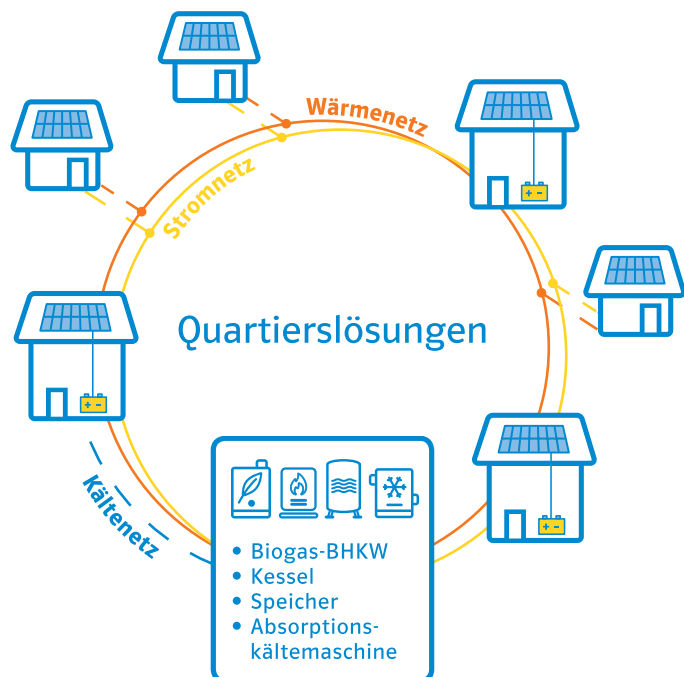 Wärmenetz
Stromnetz
Quartierslösungen
Kältenetz
• Biogas-BHKW
• Kessel
• Speicher
• Absorptions-
kältemaschine